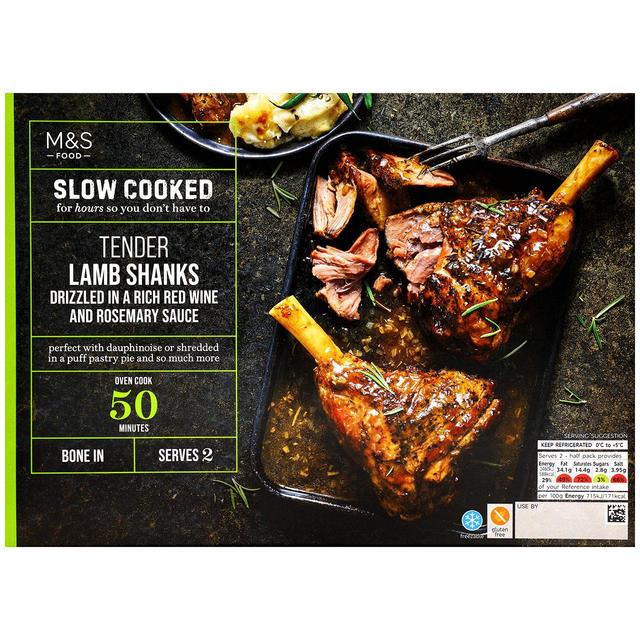 M&S
FOOD
SLOW COOKED
for hours so you don't have to
TENDER
LAMB SHANKS
DRIZZLED IN A RICH RED WINE
AND ROSEMARY SAUCE
perfect with dauphinoise or shredded
in a puff pastry pie and so much more
OVEN COOK
50
MINUTES
BONE IN
SERVES 2
SERVING SUGGESTION
KEEP REFRIGERATED 0°C to +5°C
Serves 2 - half pack provides
Energy Fat Saturates Sugars Salt
34.1g 14.4g 2.8g 3.95g
29% 49% 72% 3% 66%
of your Reference intake
per 100g Energy 715kJ/171kcal
USE BY
freezable
gluten
free